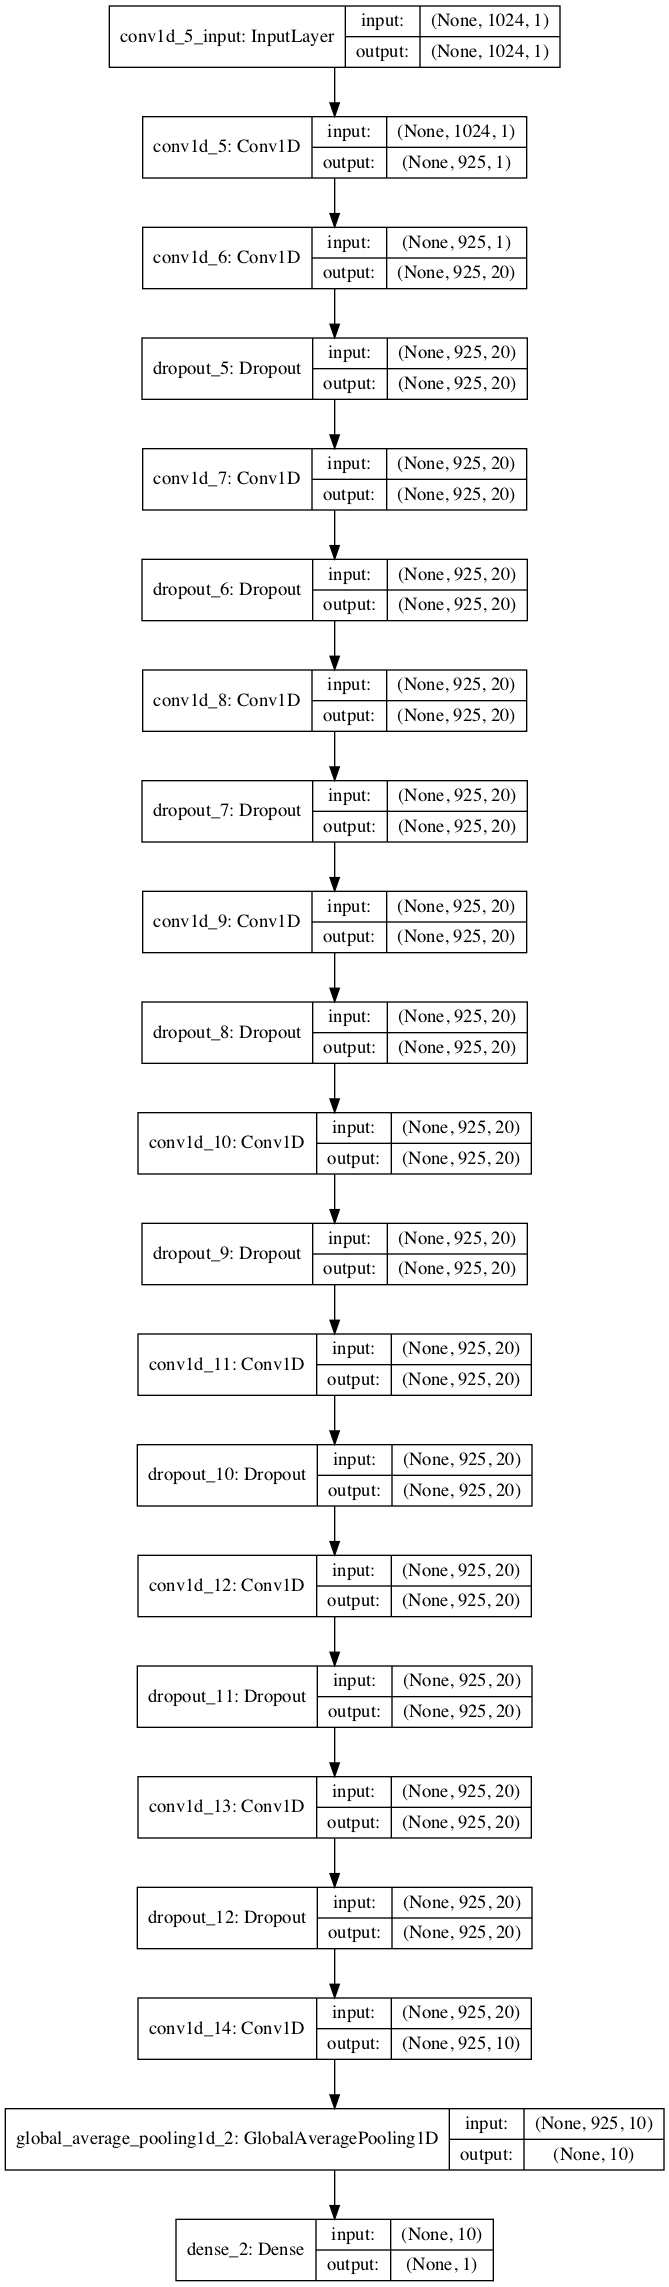 conv1d_5_input: InputLayer
input: (None, 1024, 1)
output: (None, 1024, 1)
conv1d_5: Conv1D
input: (None, 1024, 1)
output: (None, 925, 1)
conv1d_6: Conv1D
input: (None, 925, 1)
output: (None, 925, 20)
dropout_5: Dropout
input: (None, 925, 20)
output: (None, 925, 20)
conv1d_7: Conv1D
input: (None, 925, 20)
output: (None, 925, 20)
dropout_6: Dropout
input: (None, 925, 20)
output: (None, 925, 20)
conv1d_8: Conv1D
input: (None, 925, 20)
output: (None, 925, 20)
dropout_7: Dropout
input: (None, 925, 20)
output: (None, 925, 20)
conv1d_9: Conv1D
input: (None, 925, 20)
output: (None, 925, 20)
dropout_8: Dropout
input: (None, 925, 20)
output: (None, 925, 20)
conv1d_10: Conv1D
input: (None, 925, 20)
output: (None, 925, 20)
dropout_9: Dropout
input: (None, 925, 20)
output: (None, 925, 20)
conv1d_11: Conv1D
input: (None, 925, 20)
output: (None, 925, 20)
dropout_10: Dropout
input: (None, 925, 20)
output: (None, 925, 20)
conv1d_12: Conv1D
input: (None, 925, 20)
output: (None, 925, 20)
dropout_11: Dropout
input: (None, 925, 20)
output: (None, 925, 20)
conv1d_13: Conv1D
input: (None, 925, 20)
output: (None, 925, 20)
dropout_12: Dropout
input: (None, 925, 20)
output: (None, 925, 20)
conv1d_14: Conv1D
input: (None, 925, 20)
output: (None, 925, 10)
global_average_pooling1d_2: GlobalAveragePooling1D
input: (None, 925, 10)
output: (None, 10)
dense_2: Dense
input: (None, 10)
output: (None, 1)